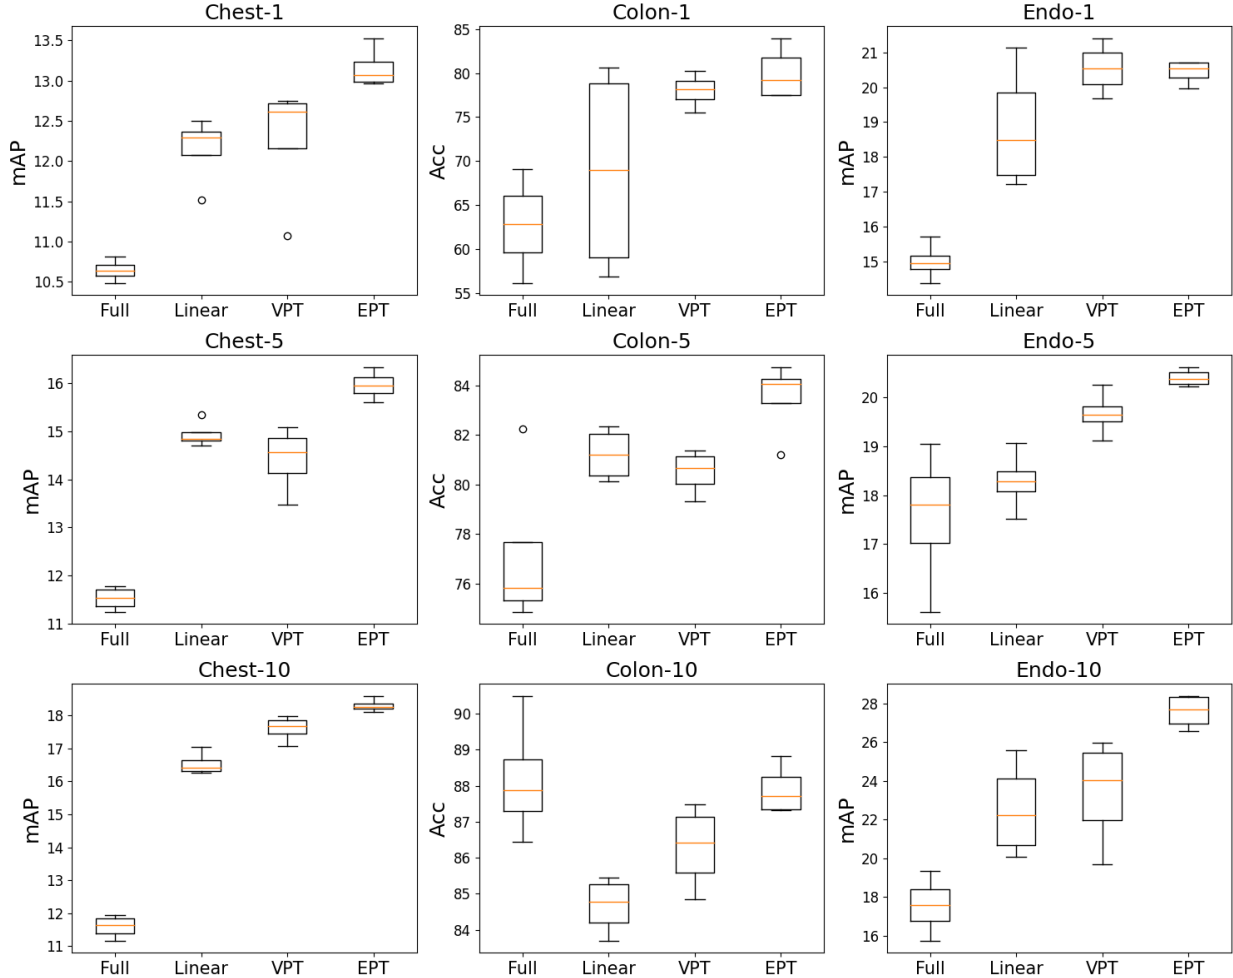 Chest-1
mAP
13.5
13.0
12.5
12.0
11.5
11.0
10.5
Full Linear VPT EPT
Colon-1
Acc
85
80
75
70
65
60
55
Full Linear VPT EPT
Endo-1
mAP
21
20
19
18
17
16
15
Full Linear VPT EPT
Chest-5
mAP
16
15
14
13
12
11
Full Linear VPT EPT
Colon-5
Acc
84
82
80
78
76
Full Linear VPT EPT
Endo-5
mAP
20
19
18
17
16
Full Linear VPT EPT
Chest-10
mAP
18
17
16
15
14
13
12
11
Full Linear VPT EPT
Colon-10
Acc
90
89
88
87
86
85
84
Full Linear VPT EPT
Endo-10
mAP
28
26
24
22
20
18
16
Full Linear VPT EPT